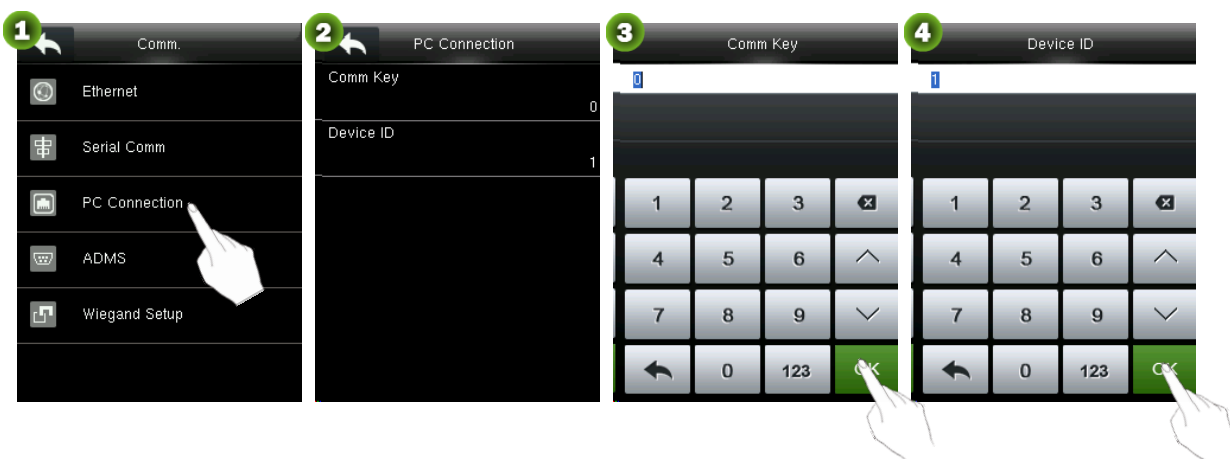 1
Comm.
Ethernet
Serial Comm
PC Connection
ADMS
Wiegand Setup
2
PC Connection
Comm Key
0
Device ID
1
3
Comm Key
0
1 2 3
4 5 6
7 8 9
0 123 OK
4
Device ID
1
1 2 3
4 5 6
7 8 9
0 123 OK